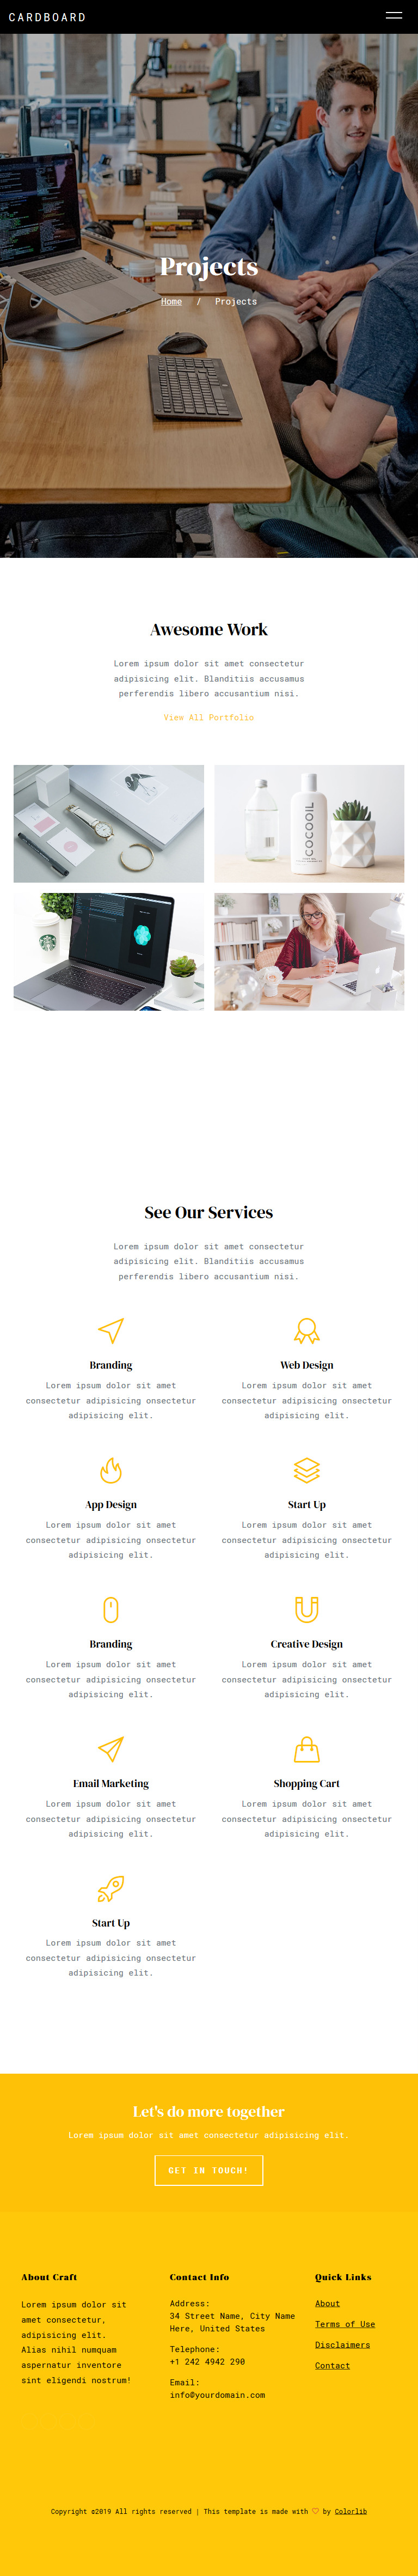 CARDBOARD
Projects
Home / Projects
Awesome Work
Lorem ipsum dolor sit amet consectetur
adipisicing elit. Blanditiis accusamus
perferendis libero accusantium nisi.
View All Portfolio
COCOOIL
See Our Services
Lorem ipsum dolor sit amet consectetur
adipisicing elit. Blanditiis accusamus
perferendis libero accusantium nisi.
Branding
Lorem ipsum dolor sit amet
consectetur adipisicing onsectetur
adipisicing elit.
Web Design
Lorem ipsum dolor sit amet
consectetur adipisicing onsectetur
adipisicing elit.
App Design
Lorem ipsum dolor sit amet
consectetur adipisicing onsectetur
adipisicing elit.
Start Up
Lorem ipsum dolor sit amet
consectetur adipisicing onsectetur
adipisicing elit.
Branding
Lorem ipsum dolor sit amet
consectetur adipisicing onsectetur
adipisicing elit.
Creative Design
Lorem ipsum dolor sit amet
consectetur adipisicing onsectetur
adipisicing elit.
Email Marketing
Lorem ipsum dolor sit amet
consectetur adipisicing onsectetur
adipisicing elit.
Shopping Cart
Lorem ipsum dolor sit amet
consectetur adipisicing onsectetur
adipisicing elit.
Start Up
Lorem ipsum dolor sit amet
consectetur adipisicing onsectetur
adipisicing elit.
Let's do more together
Lorem ipsum dolor sit amet consectetur adipisicing elit.
GET IN TOUCH!
About Craft
Lorem ipsum dolor sit
amet consectetur,
adipisicing elit.
Alias nihil numquam
aspernatur inventore
sint eligendi nostrum!
Contact Info
Address:
34 Street Name, City Name
Here, United States
Telephone:
+1 242 4942 290
Email:
info@yourdomain.com
Quick Links
About
Terms of Use
Disclaimers
Contact
Copyright ©2019 All rights reserved | This template is made with ♡ by Colorlib